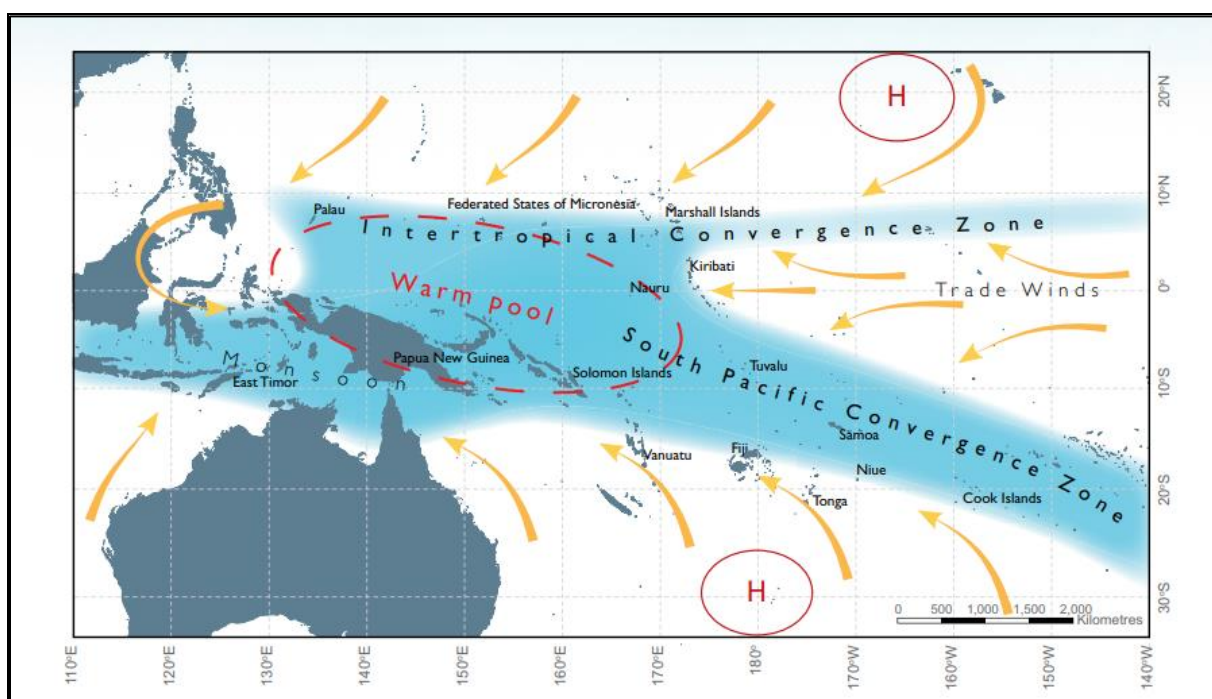 H
20°N
10°N
0°
10°S
20°S
30°S
Palau
Federated States of Micronesia
Marshall Islands
Intertropical Convergence Zone
Kiribati
Warm pool
Nauru
Trade Winds
Monsoon
East Timor
Papua New Guinea
Solomon Islands
South Pacific Convergence Zone
Tuvalu
Samoa
Vanuatu
Fiji
Niue
Tonga
Cook Islands
H
0 500 1,000 1,500 2,000
Kilometres
110°E 120°E 130°E 140°E 150°E 160°E 170°E 180° 170°W 160°W 150°W 140°W